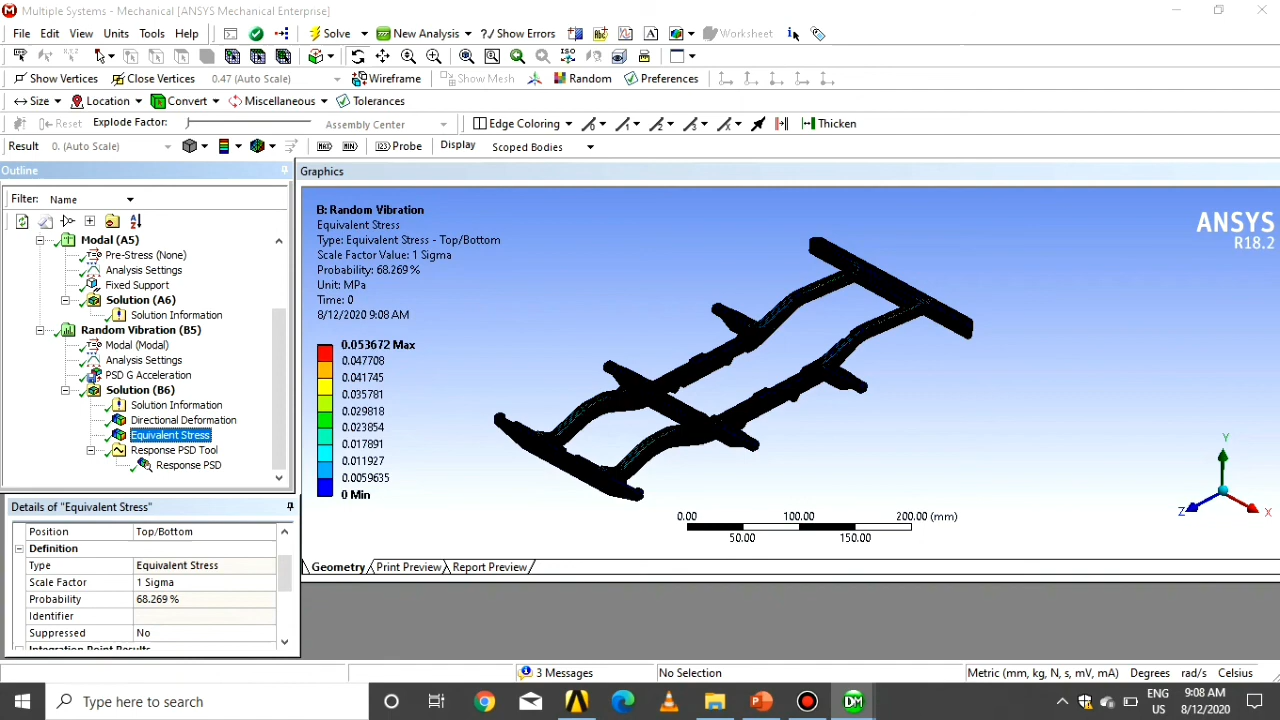 Multiple Systems - Mechanical [ANSYS Mechanical Enterprise]
File Edit View Units Tools Help Solve New Analysis ?/ Show Errors Worksheet
Show Vertices Close Vertices 0.47 (Auto Scale) Wireframe Show Mesh Random Preferences
Size Location Convert Miscellaneous Tolerances
Reset Explode Factor: Assembly Center Edge Coloring Thicken
Result 0. (Auto Scale) MAX MIN Probe Display Scoped Bodies
Outline
Filter: Name
Modal (A5)
Pre-Stress (None)
Analysis Settings
Fixed Support
Solution (A6)
Solution Information
Random Vibration (B5)
Modal (Modal)
Analysis Settings
PSD G Acceleration
Solution (B6)
Solution Information
Directional Deformation
Equivalent Stress
Response PSD Tool
Response PSD
Details of "Equivalent Stress"
Position Top/Bottom
Definition
Type Equivalent Stress
Scale Factor 1 Sigma
Probability 68.269 %
Identifier
Suppressed No
Integration Point Results
Graphics
B: Random Vibration
Equivalent Stress
Type: Equivalent Stress - Top/Bottom
Scale Factor Value: 1 Sigma
Probability: 68.269 %
Unit: MPa
Time: 0
8/12/2020 9:08 AM
0.053672 Max
0.047708
0.041745
0.035781
0.029818
0.023854
0.017891
0.011927
0.0059635
0 Min
ANSYS
R18.2
Y
Z
X
0.00 100.00 200.00 (mm)
50.00 150.00
Geometry Print Preview Report Preview
3 Messages No Selection Metric (mm, kg, N, s, mV, mA) Degrees rad/s Celsius
Type here to search
DM
ENG
US
9:08 AM
8/12/2020